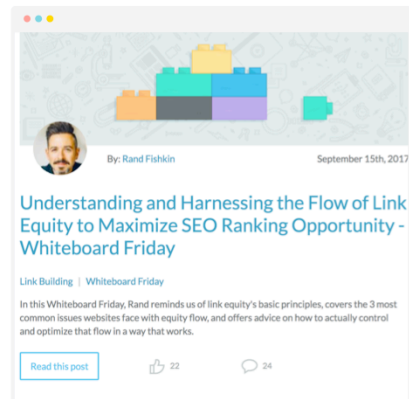 By: Rand Fishkin
September 15th, 2017
Understanding and Harnessing the Flow of Link
Equity to Maximize SEO Ranking Opportunity -
Whiteboard Friday
Link Building | Whiteboard Friday
In this Whiteboard Friday, Rand reminds us of link equity's basic principles, covers the 3 most
common issues websites face with equity flow, and offers advice on how to actually control
and optimize that flow in a way that works.
Read this post
22
24